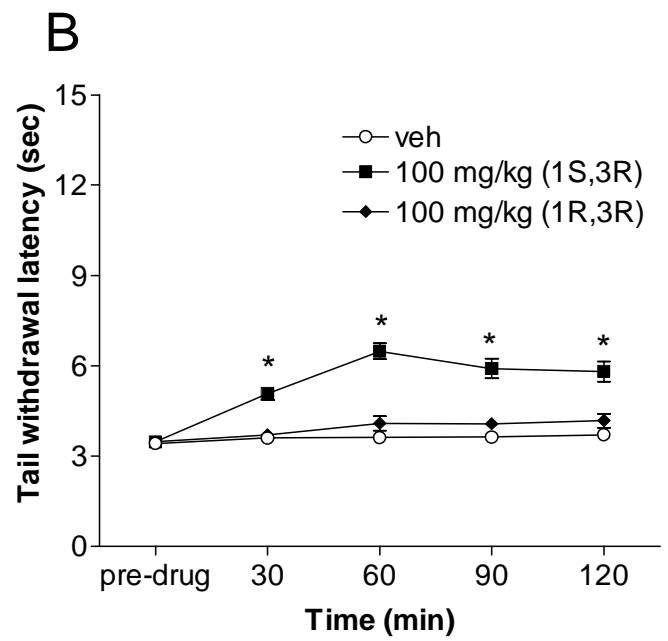 B
Tail withdrawal latency (sec)
15
12
9
6
3
0
veh
100 mg/kg (1S,3R)
100 mg/kg (1R,3R)
* * * *
pre-drug 30 60 90 120
Time (min)